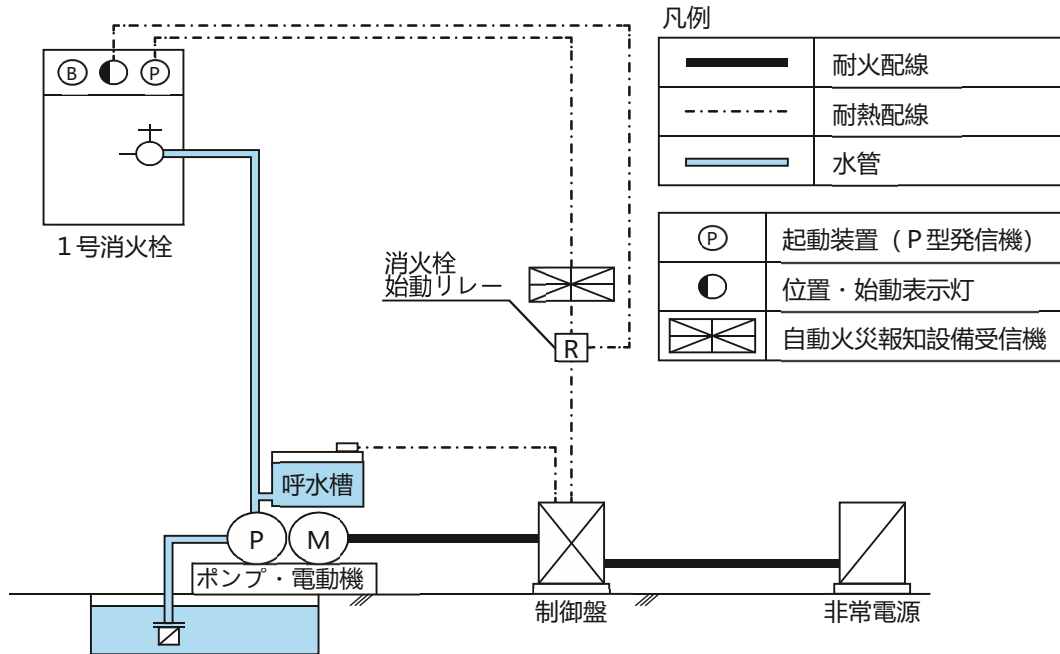 凡例
B
P
耐火配線
耐熱配線
水管
1号消火栓
P
起動装置(P型発信機)
位置・始動表示灯
自動火災報知設備受信機
消火栓
始動リレー
R
呼水槽
P
M
ポンプ・電動機
制御盤
非常電源